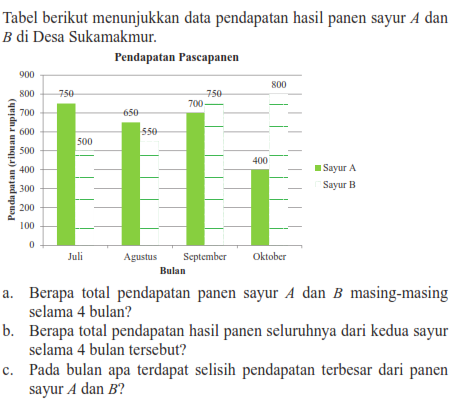 Tabel berikut menunjukkan data pendapatan hasil panen sayur A dan
B di Desa Sukamakmur.
Pendapatan Pascapanen
Pendapatan (ribuan rupiah)
900
800
700
600
500
400
300
200
100
0
750
500
650
550
700
750
400
800
Juli
Agustus
September
Oktober
Bulan
Sayur A
Sayur B
a. Berapa total pendapatan panen sayur A dan B masing-masing
selama 4 bulan?
b. Berapa total pendapatan hasil panen seluruhnya dari kedua sayur
selama 4 bulan tersebut?
c. Pada bulan apa terdapat selisih pendapatan terbesar dari panen
sayur A dan B?